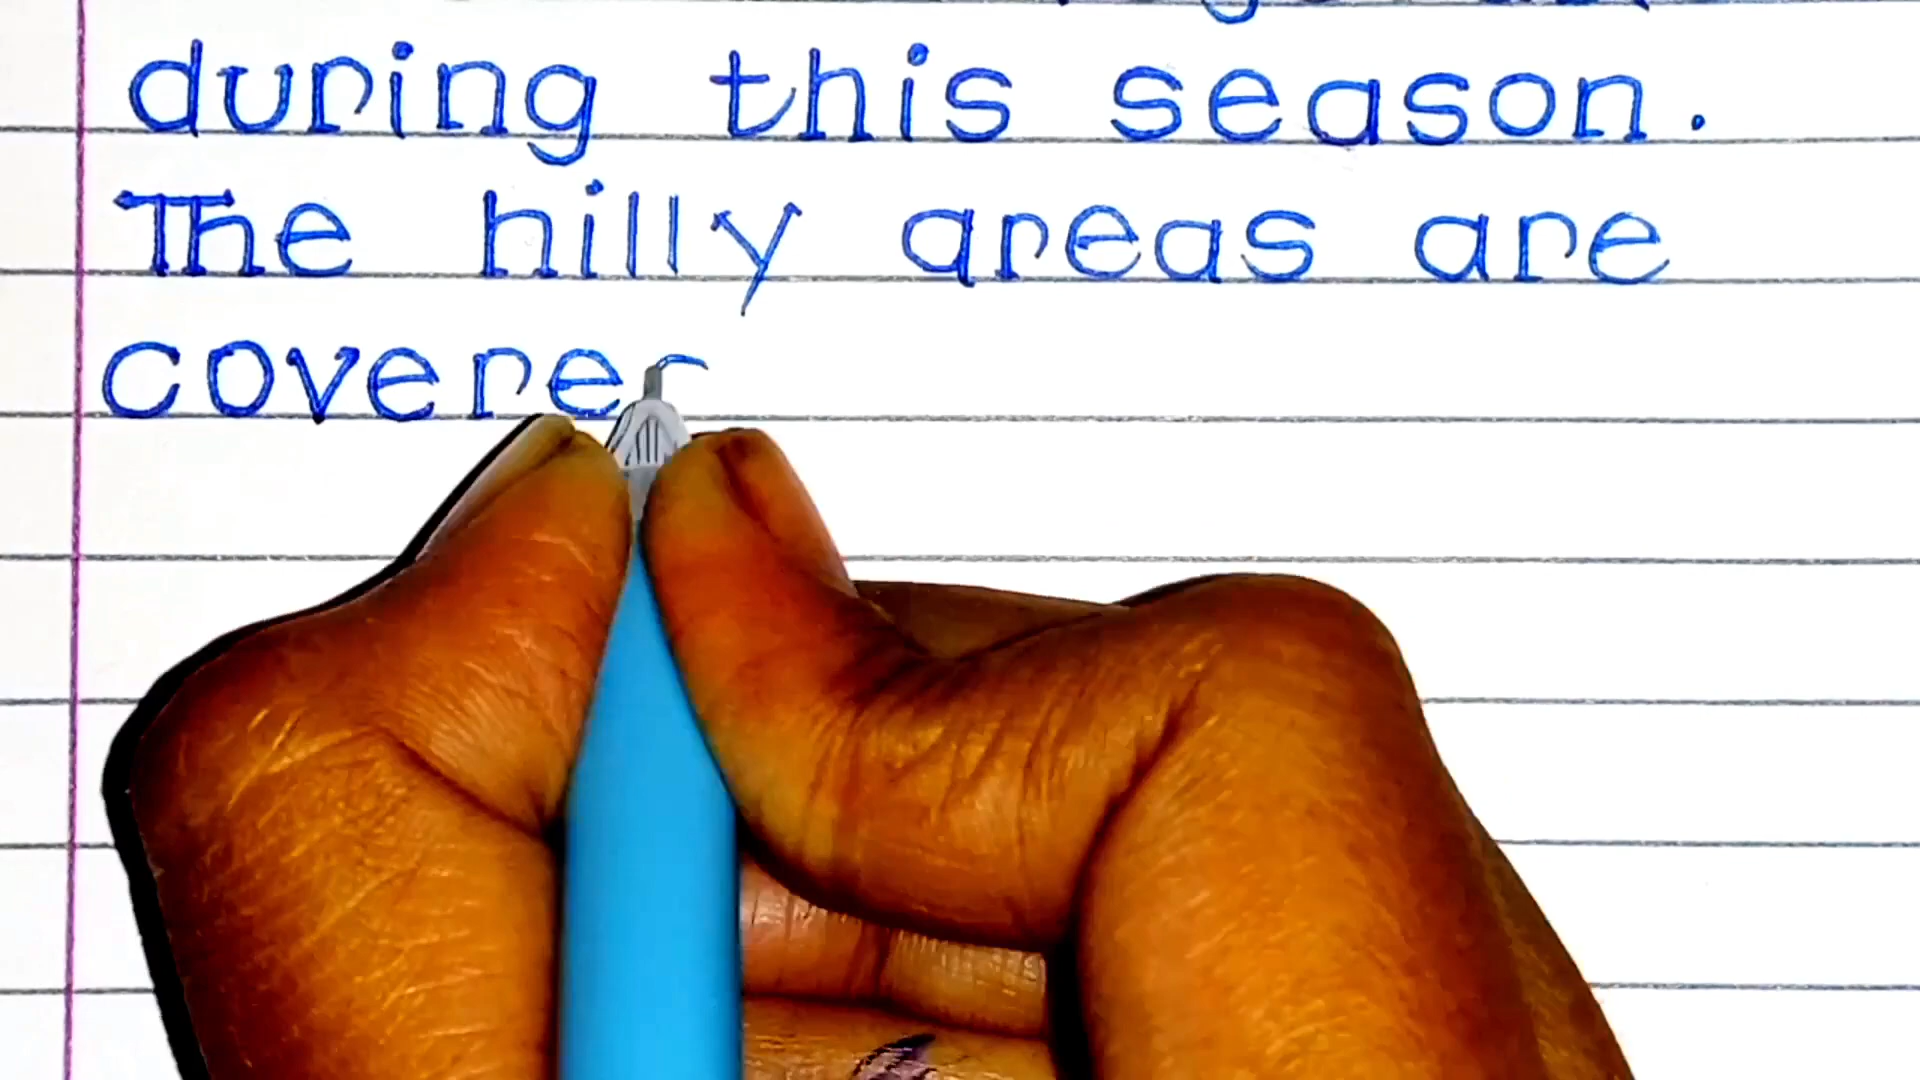 during this season.
The hilly areas are
covere